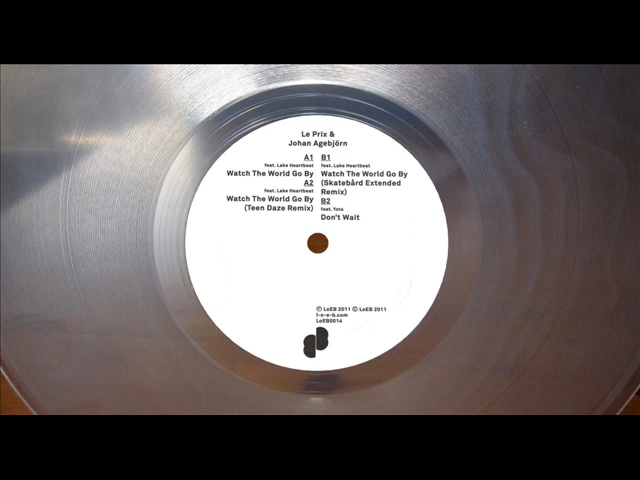 Le Prix &
Johan Agebjörn
A1
feat. Lake Heartbeat
Watch The World Go By
A2
feat. Lake Heartbeat
Watch The World Go By
(Teen Daze Remix)
B1
feat. Lake Heartbeat
Watch The World Go By
(Skatebård Extended
Remix)
B2
feat. Yota
Don't Wait
℗ LoEB 2011 © LoEB 2011
l-o-e-b.com
LoEB0014